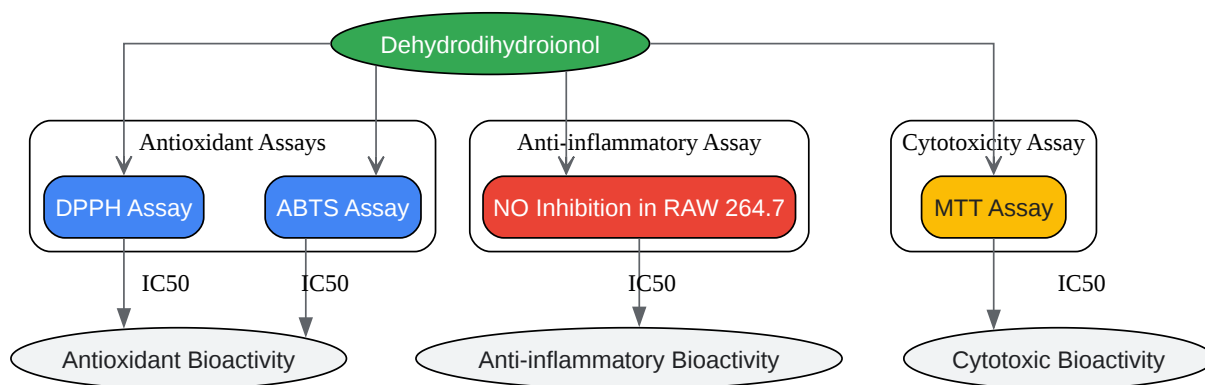 Dehydrodihydroionol
Antioxidant Assays
Anti-inflammatory Assay
Cytotoxicity Assay
DPPH Assay
ABTS Assay
NO Inhibition in RAW 264.7
MTT Assay
IC50
IC50
IC50
IC50
Antioxidant Bioactivity
Anti-inflammatory Bioactivity
Cytotoxic Bioactivity